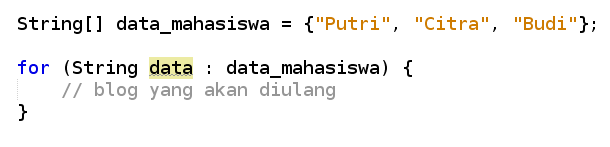 String[] data_mahasiswa = {"Putri", "Citra", "Budi"};
for (String data : data_mahasiswa) {
// blog yang akan diulang
}